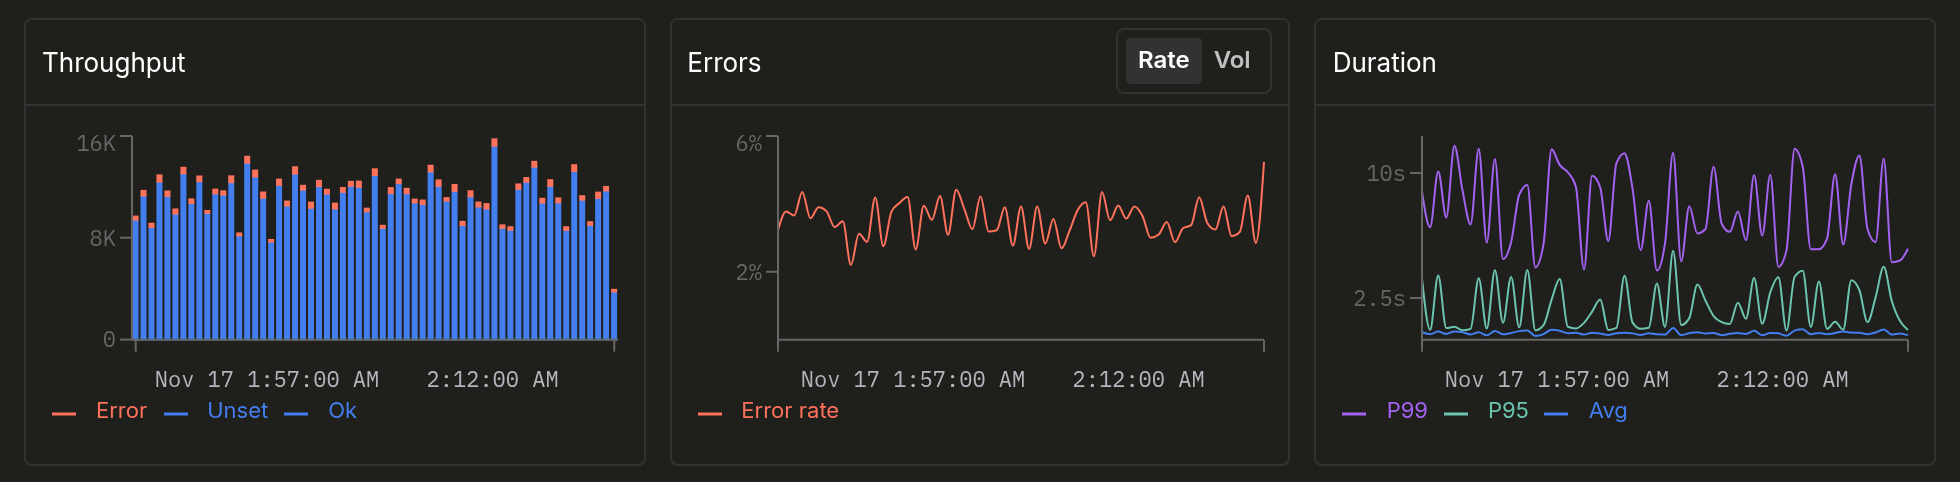 Throughput
16K
8K
0
Nov 17 1:57:00 AM 2:12:00 AM
Error Unset Ok
Errors
Rate Vol
6%
2%
Nov 17 1:57:00 AM 2:12:00 AM
Error rate
Duration
10s
2.5s
Nov 17 1:57:00 AM 2:12:00 AM
P99 P95 Avg